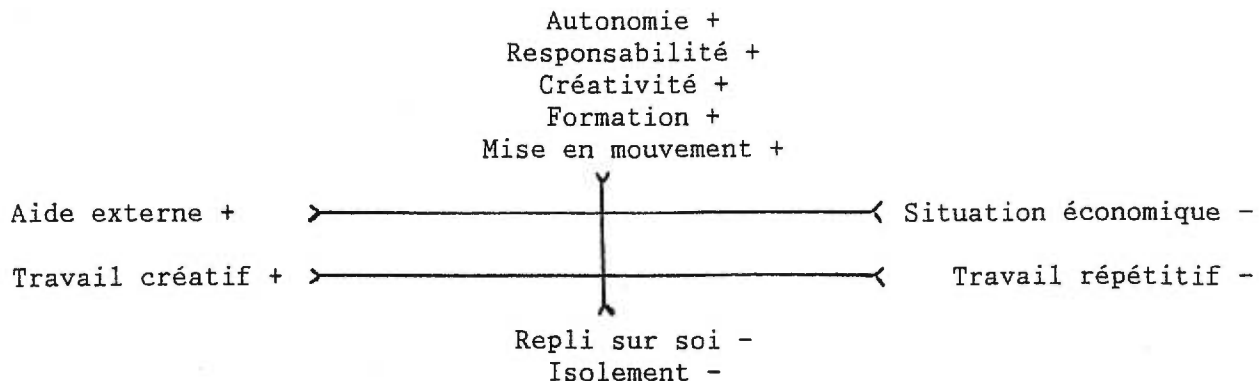 Autonomie +
Responsabilité +
Créativité +
Formation +
Mise en mouvement +
Aide externe +
Situation économique -
Travail créatif +
Travail répétitif -
Repli sur soi -
Isolement -